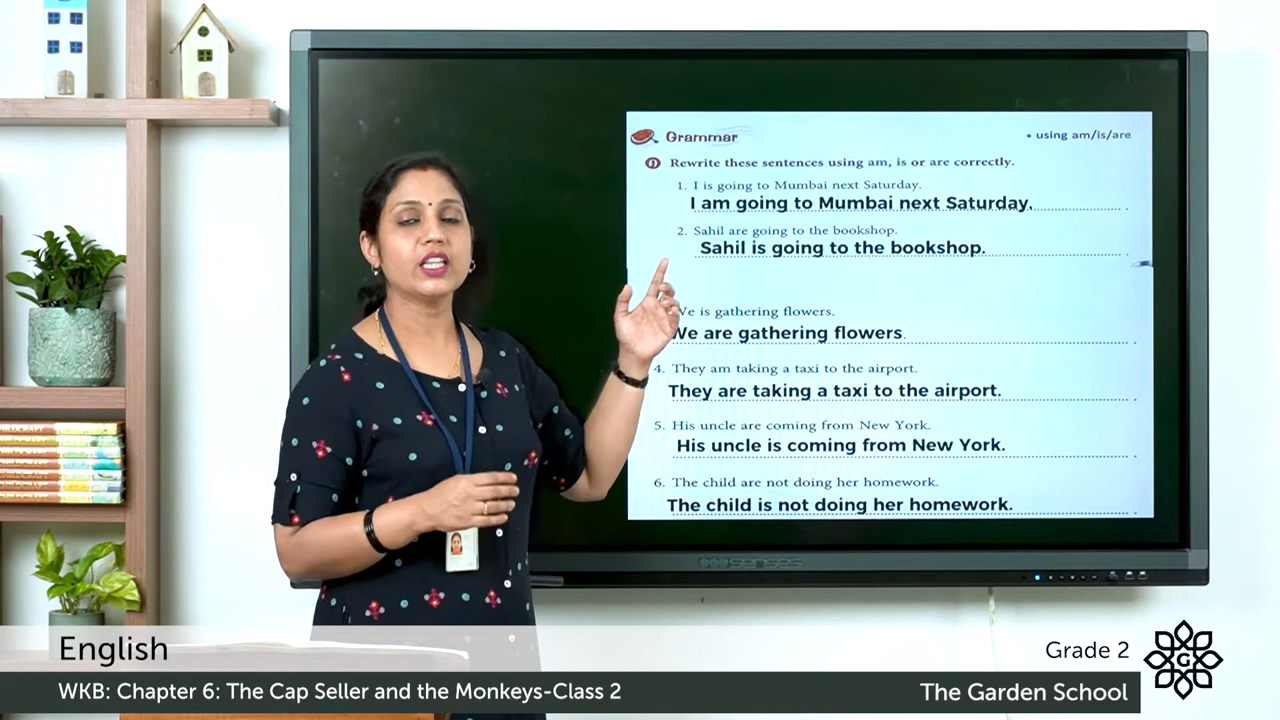 Grammar
• using am/is/are
Rewrite these sentences using am, is or are correctly.
1. I is going to Mumbai next Saturday.
I am going to Mumbai next Saturday.
2. Sahil are going to the bookshop.
Sahil is going to the bookshop.
We is gathering flowers.
We are gathering flowers.
4. They am taking a taxi to the airport.
They are taking a taxi to the airport.
5. His uncle are coming from New York.
His uncle is coming from New York.
6. The child are not doing her homework.
The child is not doing her homework.
English
Grade 2
G
WKB: Chapter 6: The Cap Seller and the Monkeys-Class 2
The Garden School